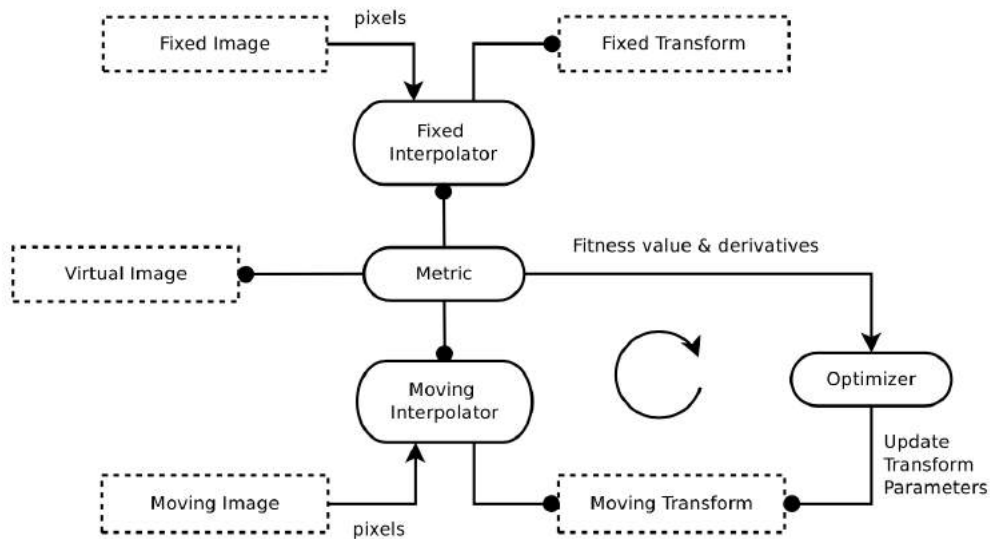 pixels
Fixed Image
Fixed Transform
Fixed
Interpolator
Fitness value & derivatives
Virtual Image
Metric
Moving
Interpolator
Optimizer
Update
Transform
Parameters
Moving Image
pixels
Moving Transform